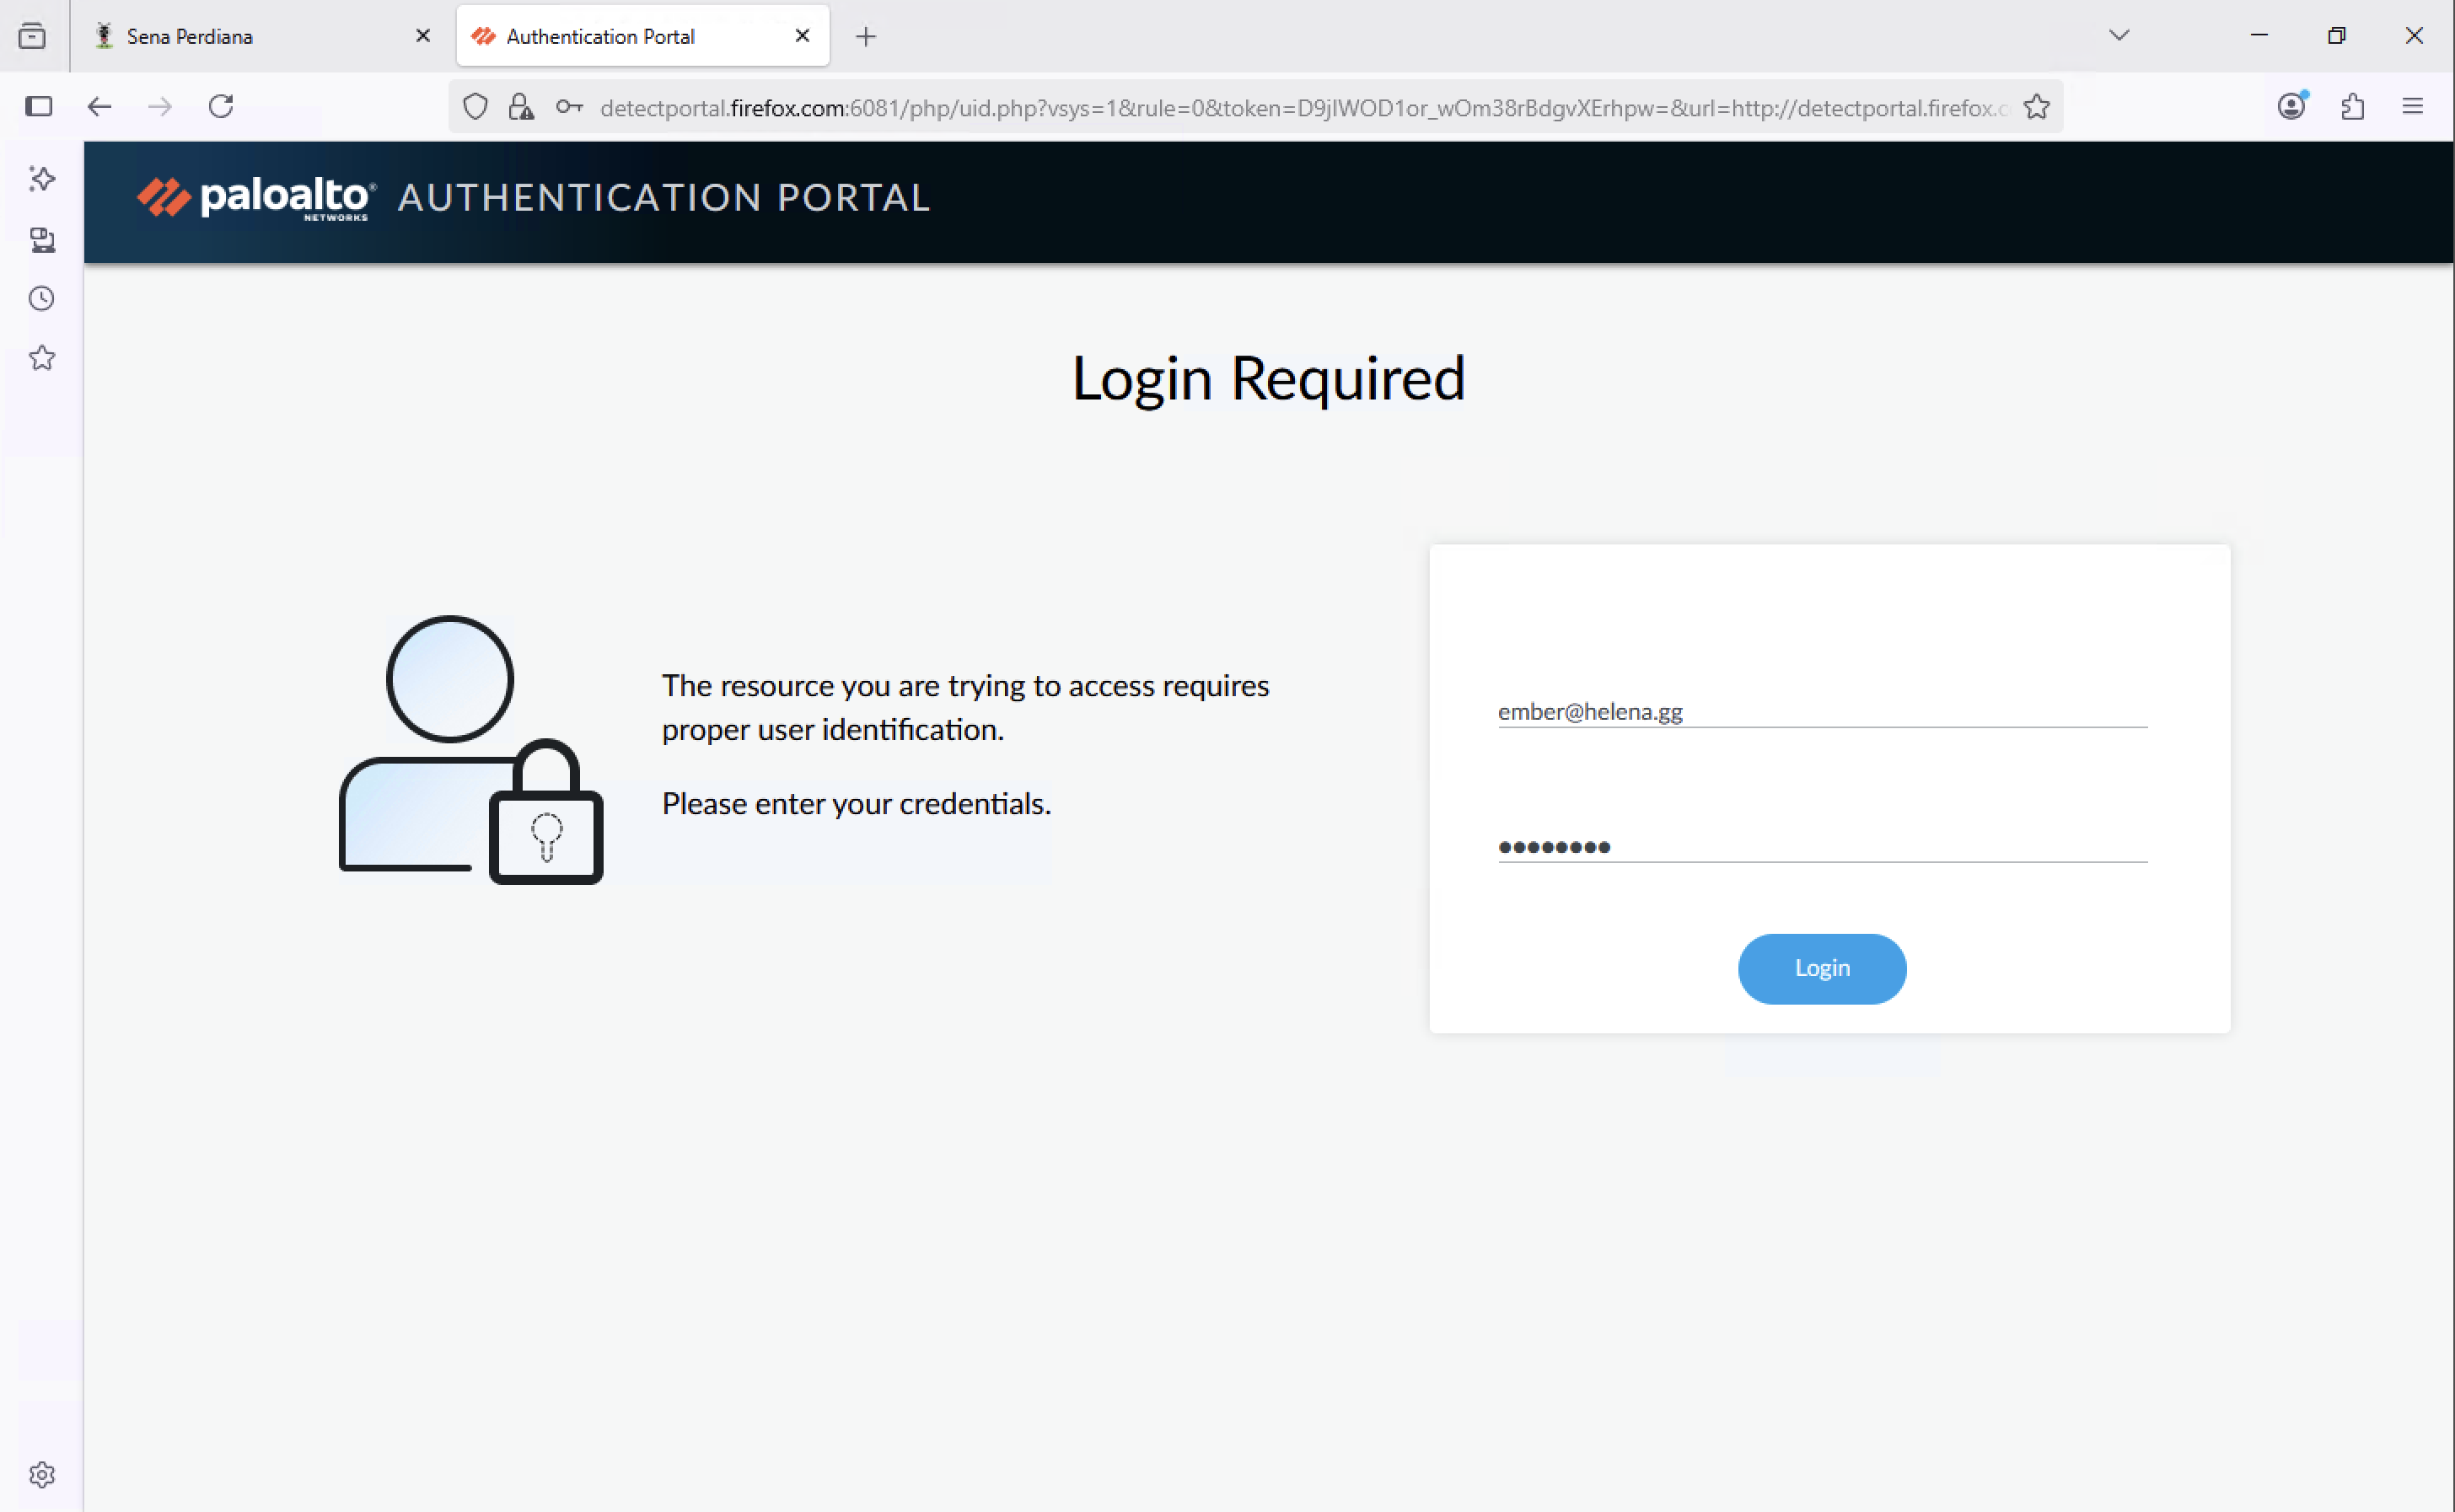 Sena Perdiana
Authentication Portal
detectportal.firefox.com:6081/php/uid.php?vsys=1&rule=0&token=D9jIWOD1or_wOm38rBdgvXErhpw=&url=http://detectportal.firefox.c
paloalto® NETWORKS AUTHENTICATION PORTAL
Login Required
The resource you are trying to access requires
proper user identification.
Please enter your credentials.
ember@helena.gg
••••••••
Login